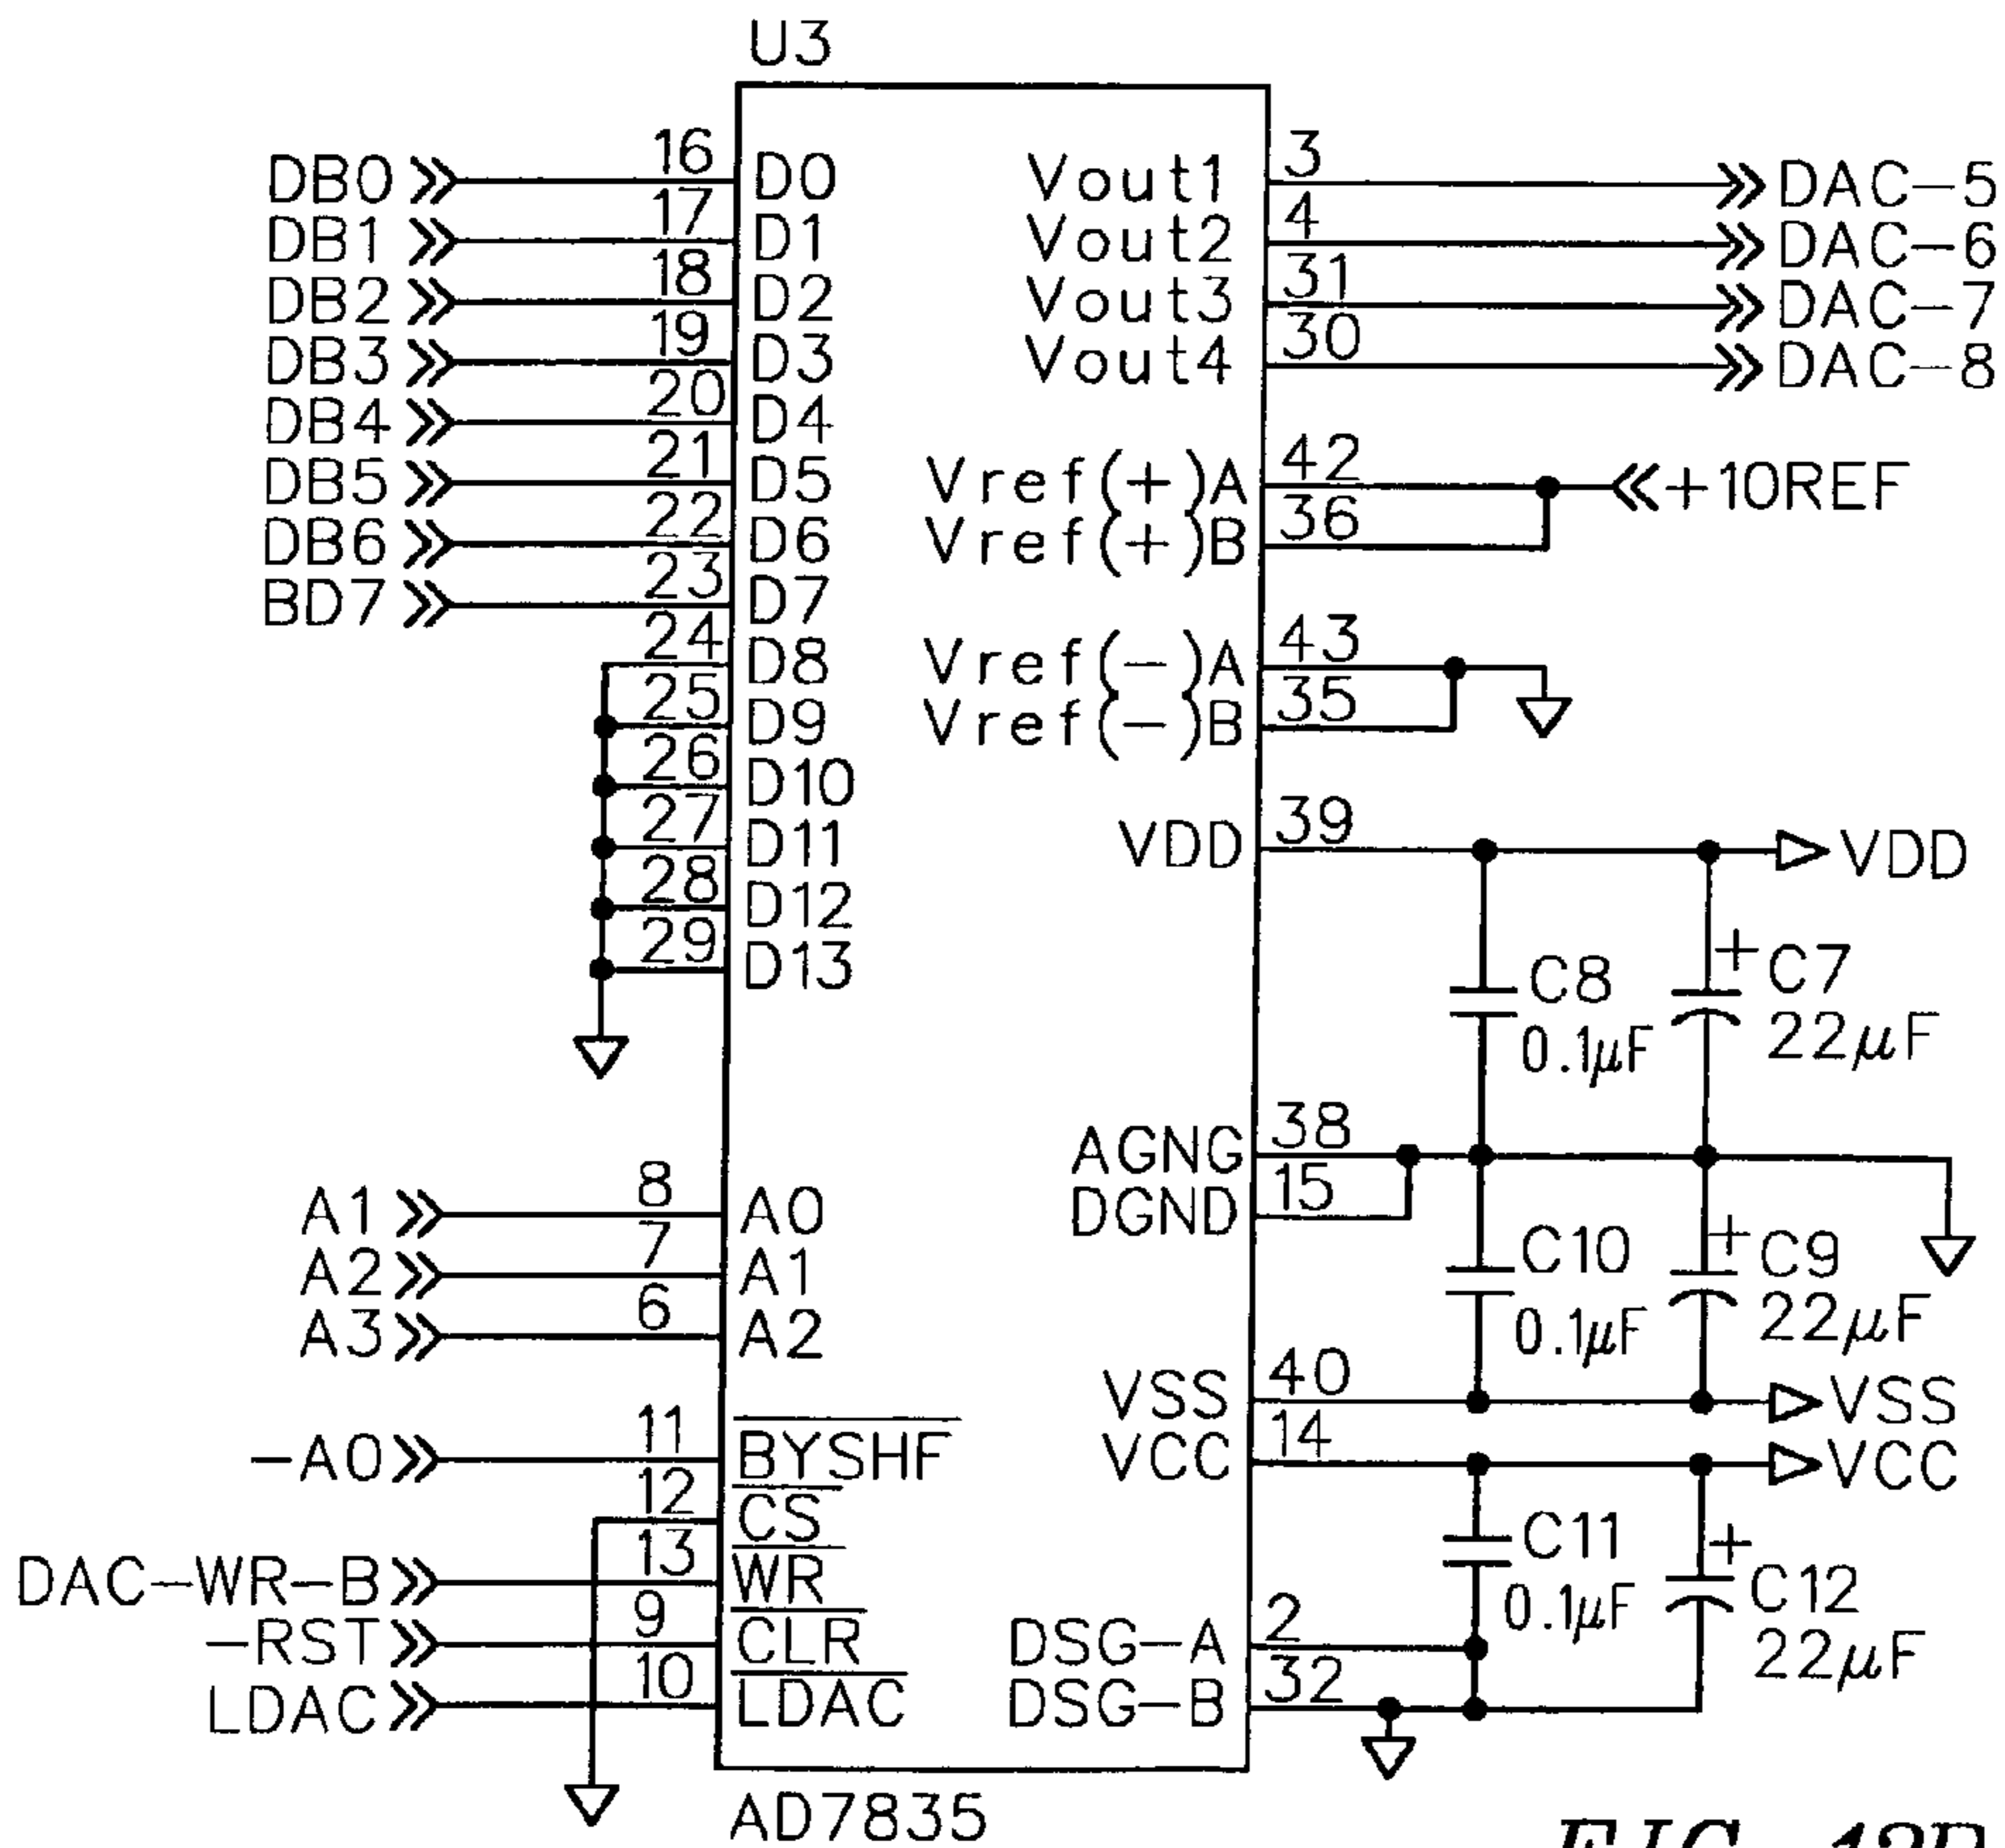 U3
DB0 16 D0 Vout1 3 DAC-5
DB1 17 D1 Vout2 4 DAC-6
DB2 18 D2 Vout3 31 DAC-7
DB3 19 D3 Vout4 30 DAC-8
DB4 20 D4
DB5 21 D5 Vref(+)A 42 +10REF
DB6 22 D6 Vref(+)B 36
BD7 23 D7
24 D8 Vref(-)A 43
25 D9 Vref(-)B 35
26 D10
27 D11 VDD 39 VDD
28 D12
29 D13
+ C7
22μF
C8
0.1μF
AGNG 38
A1 8 A0 DGND 15
A2 7 A1
A3 6 A2
C10
0.1μF
+ C9
22μF
VSS 40 VSS
-A0 11 BYSHF VCC 14 VCC
12 CS
DAC-WR-B 13 WR
C11
0.1μF
+
C12
22μF
-RST 9 CLR DSG-A 2
LDAC 10 LDAC DSG-B 32
AD7835